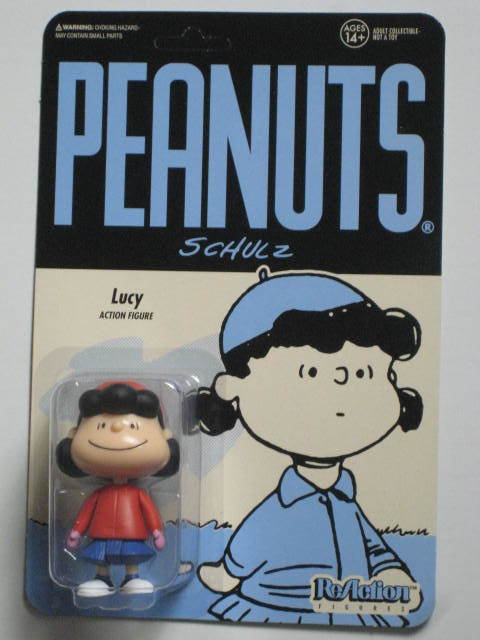 WARNING: CHOKING HAZARD-
MAY CONTAIN SMALL PARTS
AGES
14+
ADULT COLLECTIBLE-
NOT A TOY
PEANUTS®
SCHULZ
Lucy
ACTION FIGURE
ReAction
FIGURES